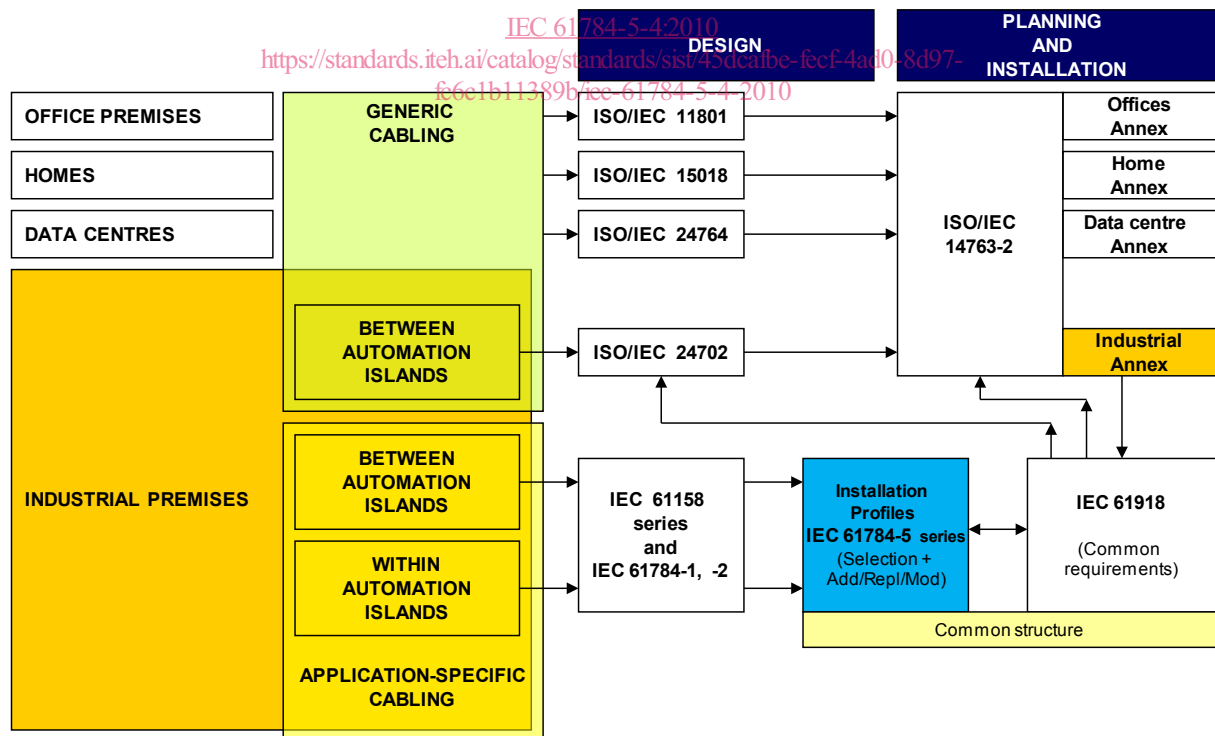 IEC 61784-5-4:2010
https://standards.iteh.ai/catalog/standards/sist/45dcafbe-fecf-4ad0-8d97-
fc6c1b11389b/iec-61784-5-4-2010
DESIGN
PLANNING
AND
INSTALLATION
OFFICE PREMISES
GENERIC
CABLING
ISO/IEC 11801
Offices
Annex
HOMES
ISO/IEC 15018
Home
Annex
DATA CENTRES
ISO/IEC 24764
ISO/IEC
14763-2
Data centre
Annex
BETWEEN
AUTOMATION
ISLANDS
ISO/IEC 24702
Industrial
Annex
INDUSTRIAL PREMISES
BETWEEN
AUTOMATION
ISLANDS
IEC 61158
series
and
IEC 61784-1, -2
Installation
Profiles
IEC 61784-5 series
(Selection +
Add/Repl/Mod)
IEC 61918
(Common
requirements)
WITHIN
AUTOMATION
ISLANDS
Common structure
APPLICATION-SPECIFIC
CABLING